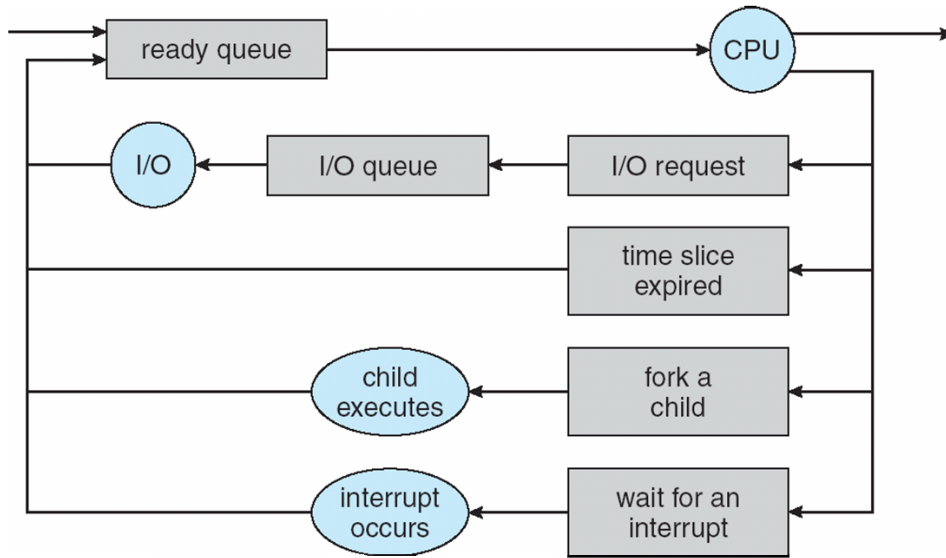 ready queue
CPU
I/O
I/O queue
I/O request
time slice
expired
child
executes
fork a
child
interrupt
occurs
wait for an
interrupt